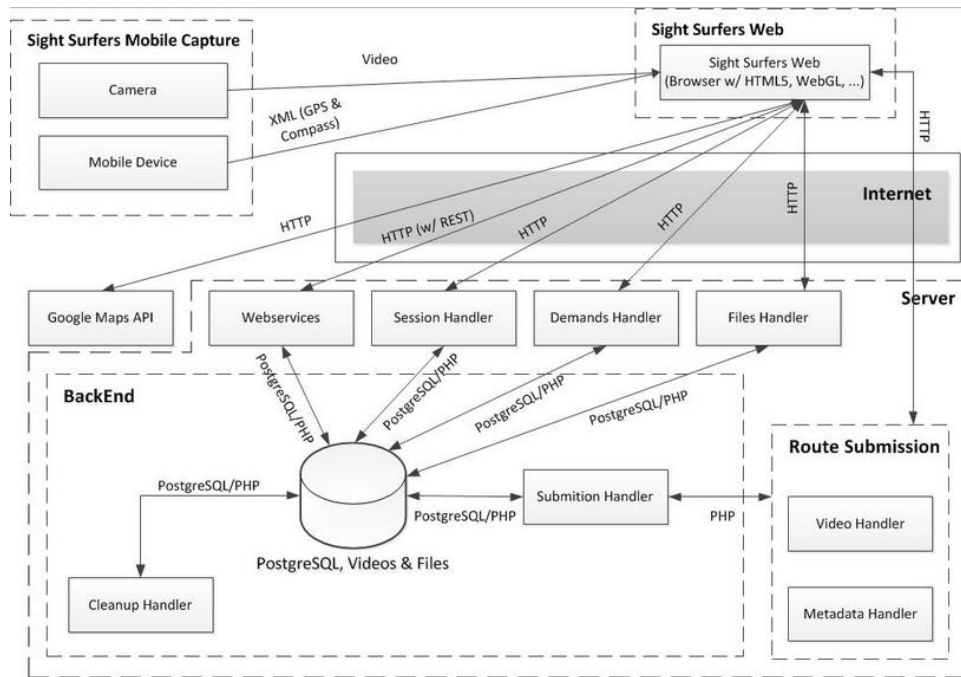 Sight Surfers Mobile Capture
Camera
Mobile Device
Video
XML (GPS &
Compass)
Sight Surfers Web
Sight Surfers Web
(Browser w/ HTML5, WebGL, ...)
HTTP
Internet
HTTP
HTTP (w/ REST)
HTTP
HTTP
HTTP
Server
Google Maps API
Webservices
Session Handler
Demands Handler
Files Handler
BackEnd
PostgreSQL/PHP
PostgreSQL/PHP
PostgreSQL/PHP
PostgreSQL/PHP
PostgreSQL/PHP
PostgreSQL, Videos & Files
PostgreSQL/PHP
Submition Handler
PHP
Cleanup Handler
Route Submission
Video Handler
Metadata Handler